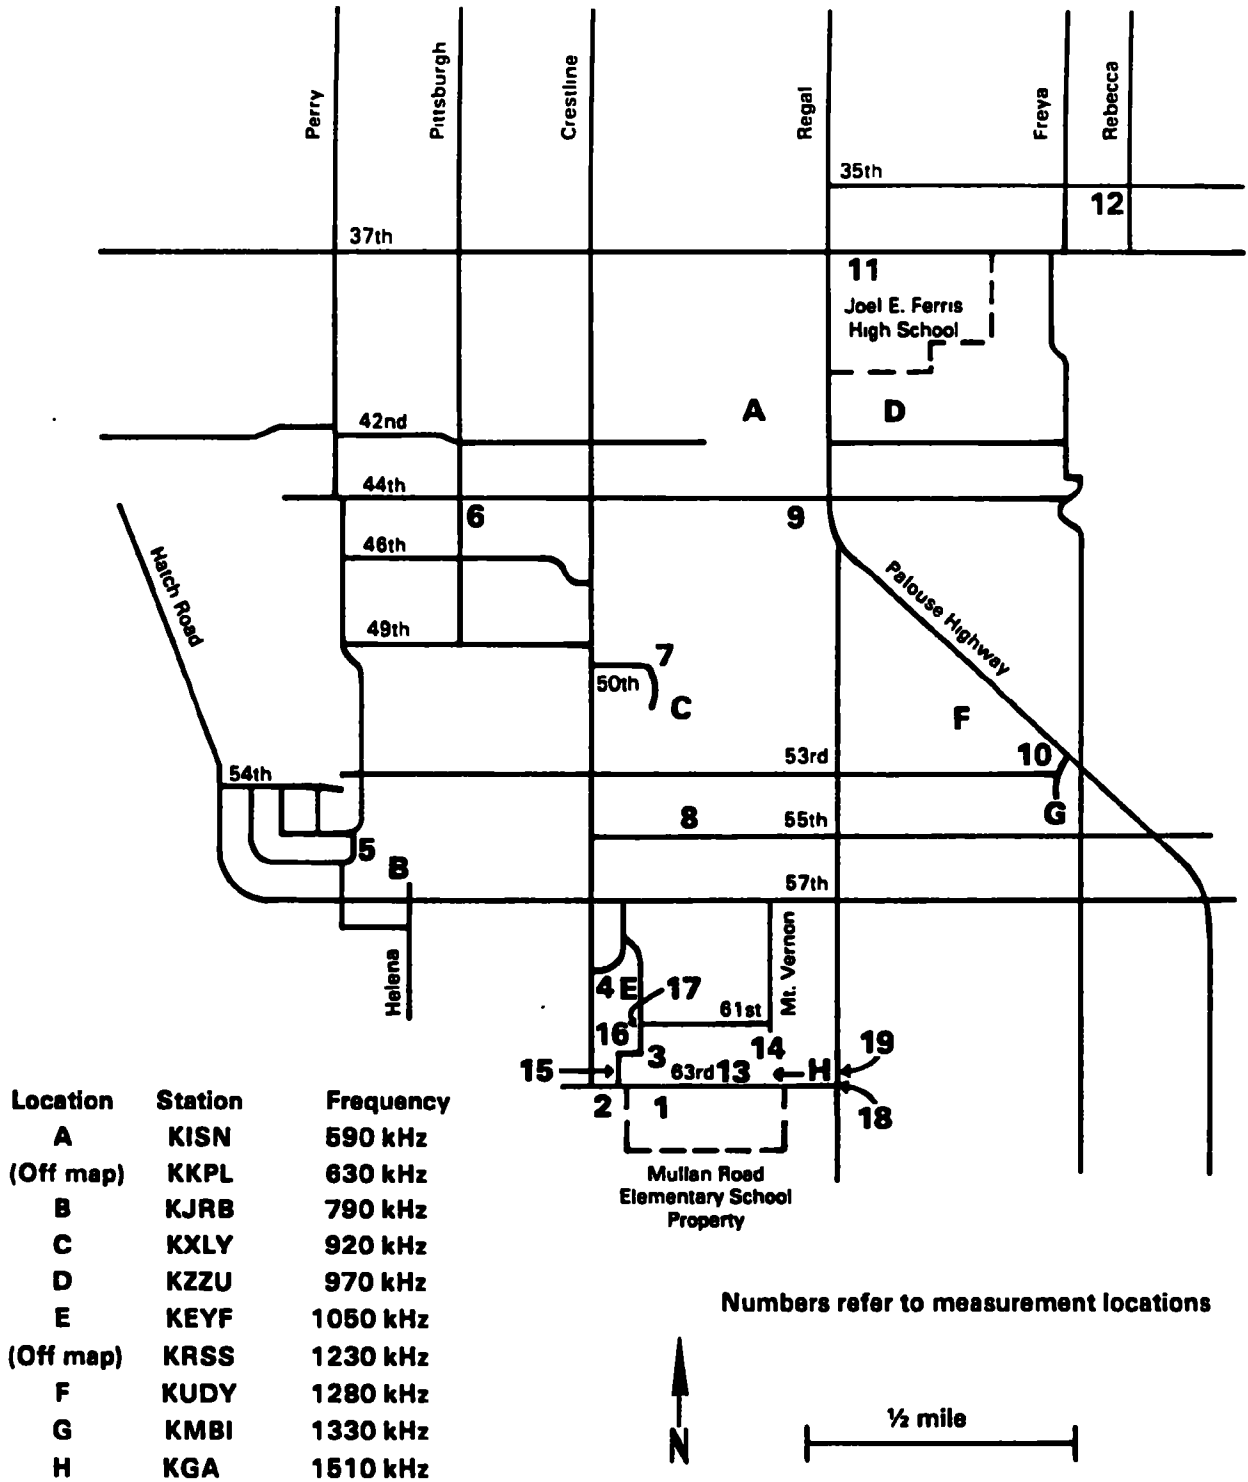 Perry
Pittsburgh
Crestline
Regal
Freya
Rebecca
35th
12
37th
11
Joel E. Ferris
High School
42nd
A
D
44th
6
9
46th
Hatch Road
Palouse Highway
49th
7
50th
C
F
53rd
10
54th
G
8
55th
5
B
57th
Helena
Mt. Vernon
4 E
17
61st
16
3
14
19
15
63rd 13
H
2
1
18
Mullan Road
Elementary School
Property
Location Station Frequency
A KISN 590 kHz
(Off map) KKPL 630 kHz
B KJRB 790 kHz
C KXLY 920 kHz
D KZZU 970 kHz
E KEYF 1050 kHz
(Off map) KRSS 1230 kHz
F KUDY 1280 kHz
G KMBI 1330 kHz
H KGA 1510 kHz
Numbers refer to measurement locations
N
½ mile